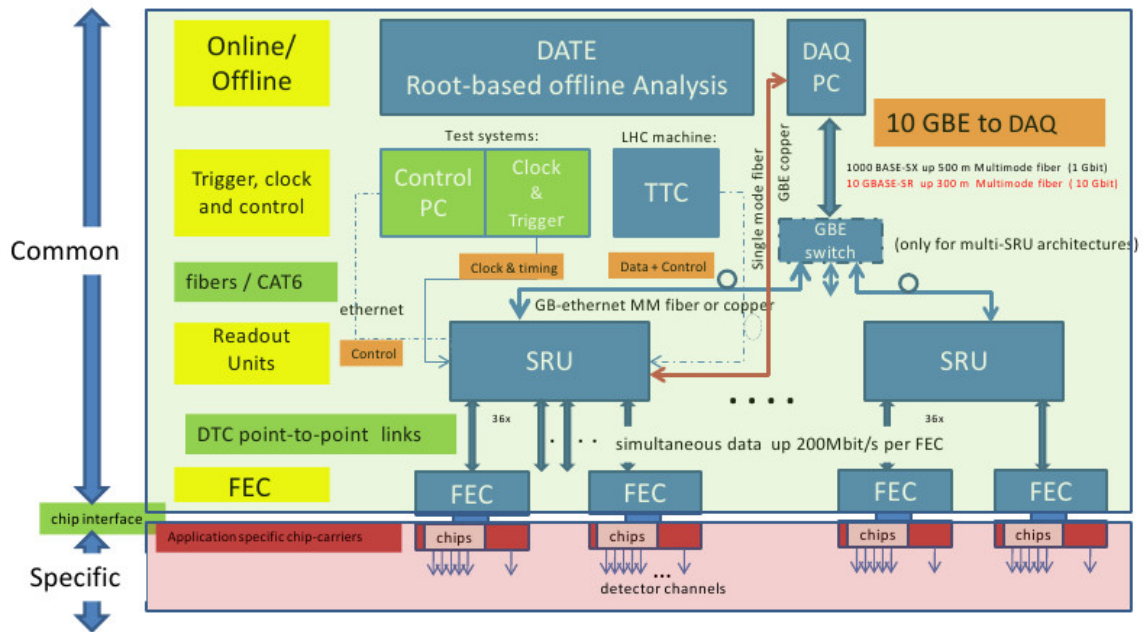 Online/
Offline
DATE
Root-based offline Analysis
DAQ
PC
10 GBE to DAQ
Test systems:
LHC machine:
Trigger, clock
and control
Control
PC
Clock
&
Trigger
TTC
Single mode fiber
GBE copper
1000 BASE-SX up 500 m Multimode fiber (1 Gbit)
10 GBASE-SR up 300 m Multimode fiber ( 10 Gbit)
GBE
switch
(only for multi-SRU architectures)
Common
Clock & timing
Data + Control
fibers / CAT6
ethernet
GB-ethernet MM fiber or copper
Readout
Units
Control
SRU
SRU
. . . .
36x
36x
DTC point-to-point links
. . .
simultaneous data up 200Mbit/s per FEC
FEC
FEC
FEC
FEC
FEC
chip interface
Application specific chip-carriers
chips
chips
chips
chips
Specific
...
detector channels